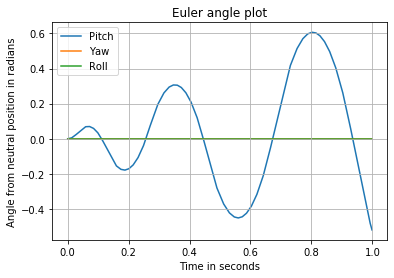 Euler angle plot
Pitch
Yaw
Roll
Angle from neutral position in radians
0.6
0.4
0.2
0.0
−0.2
−0.4
0.0 0.2 0.4 0.6 0.8 1.0
Time in seconds